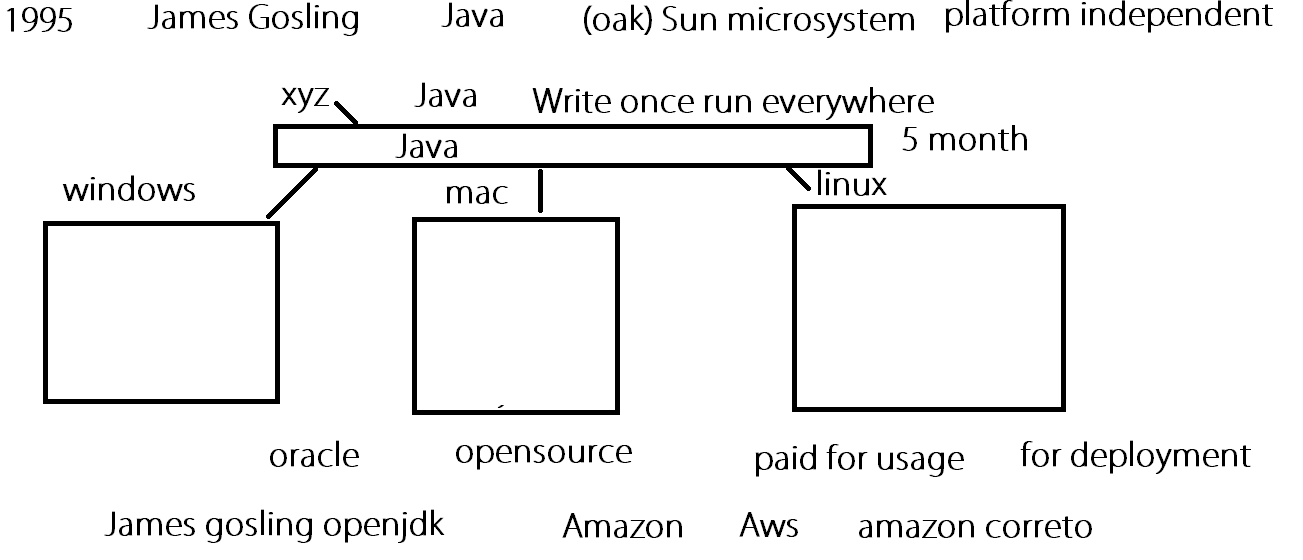 1995 James Gosling Java (oak) Sun microsystem platform independent
xyz Java Write once run everywhere
Java 5 month
windows mac linux
oracle opensource paid for usage for deployment
James gosling openjdk Amazon Aws amazon correto